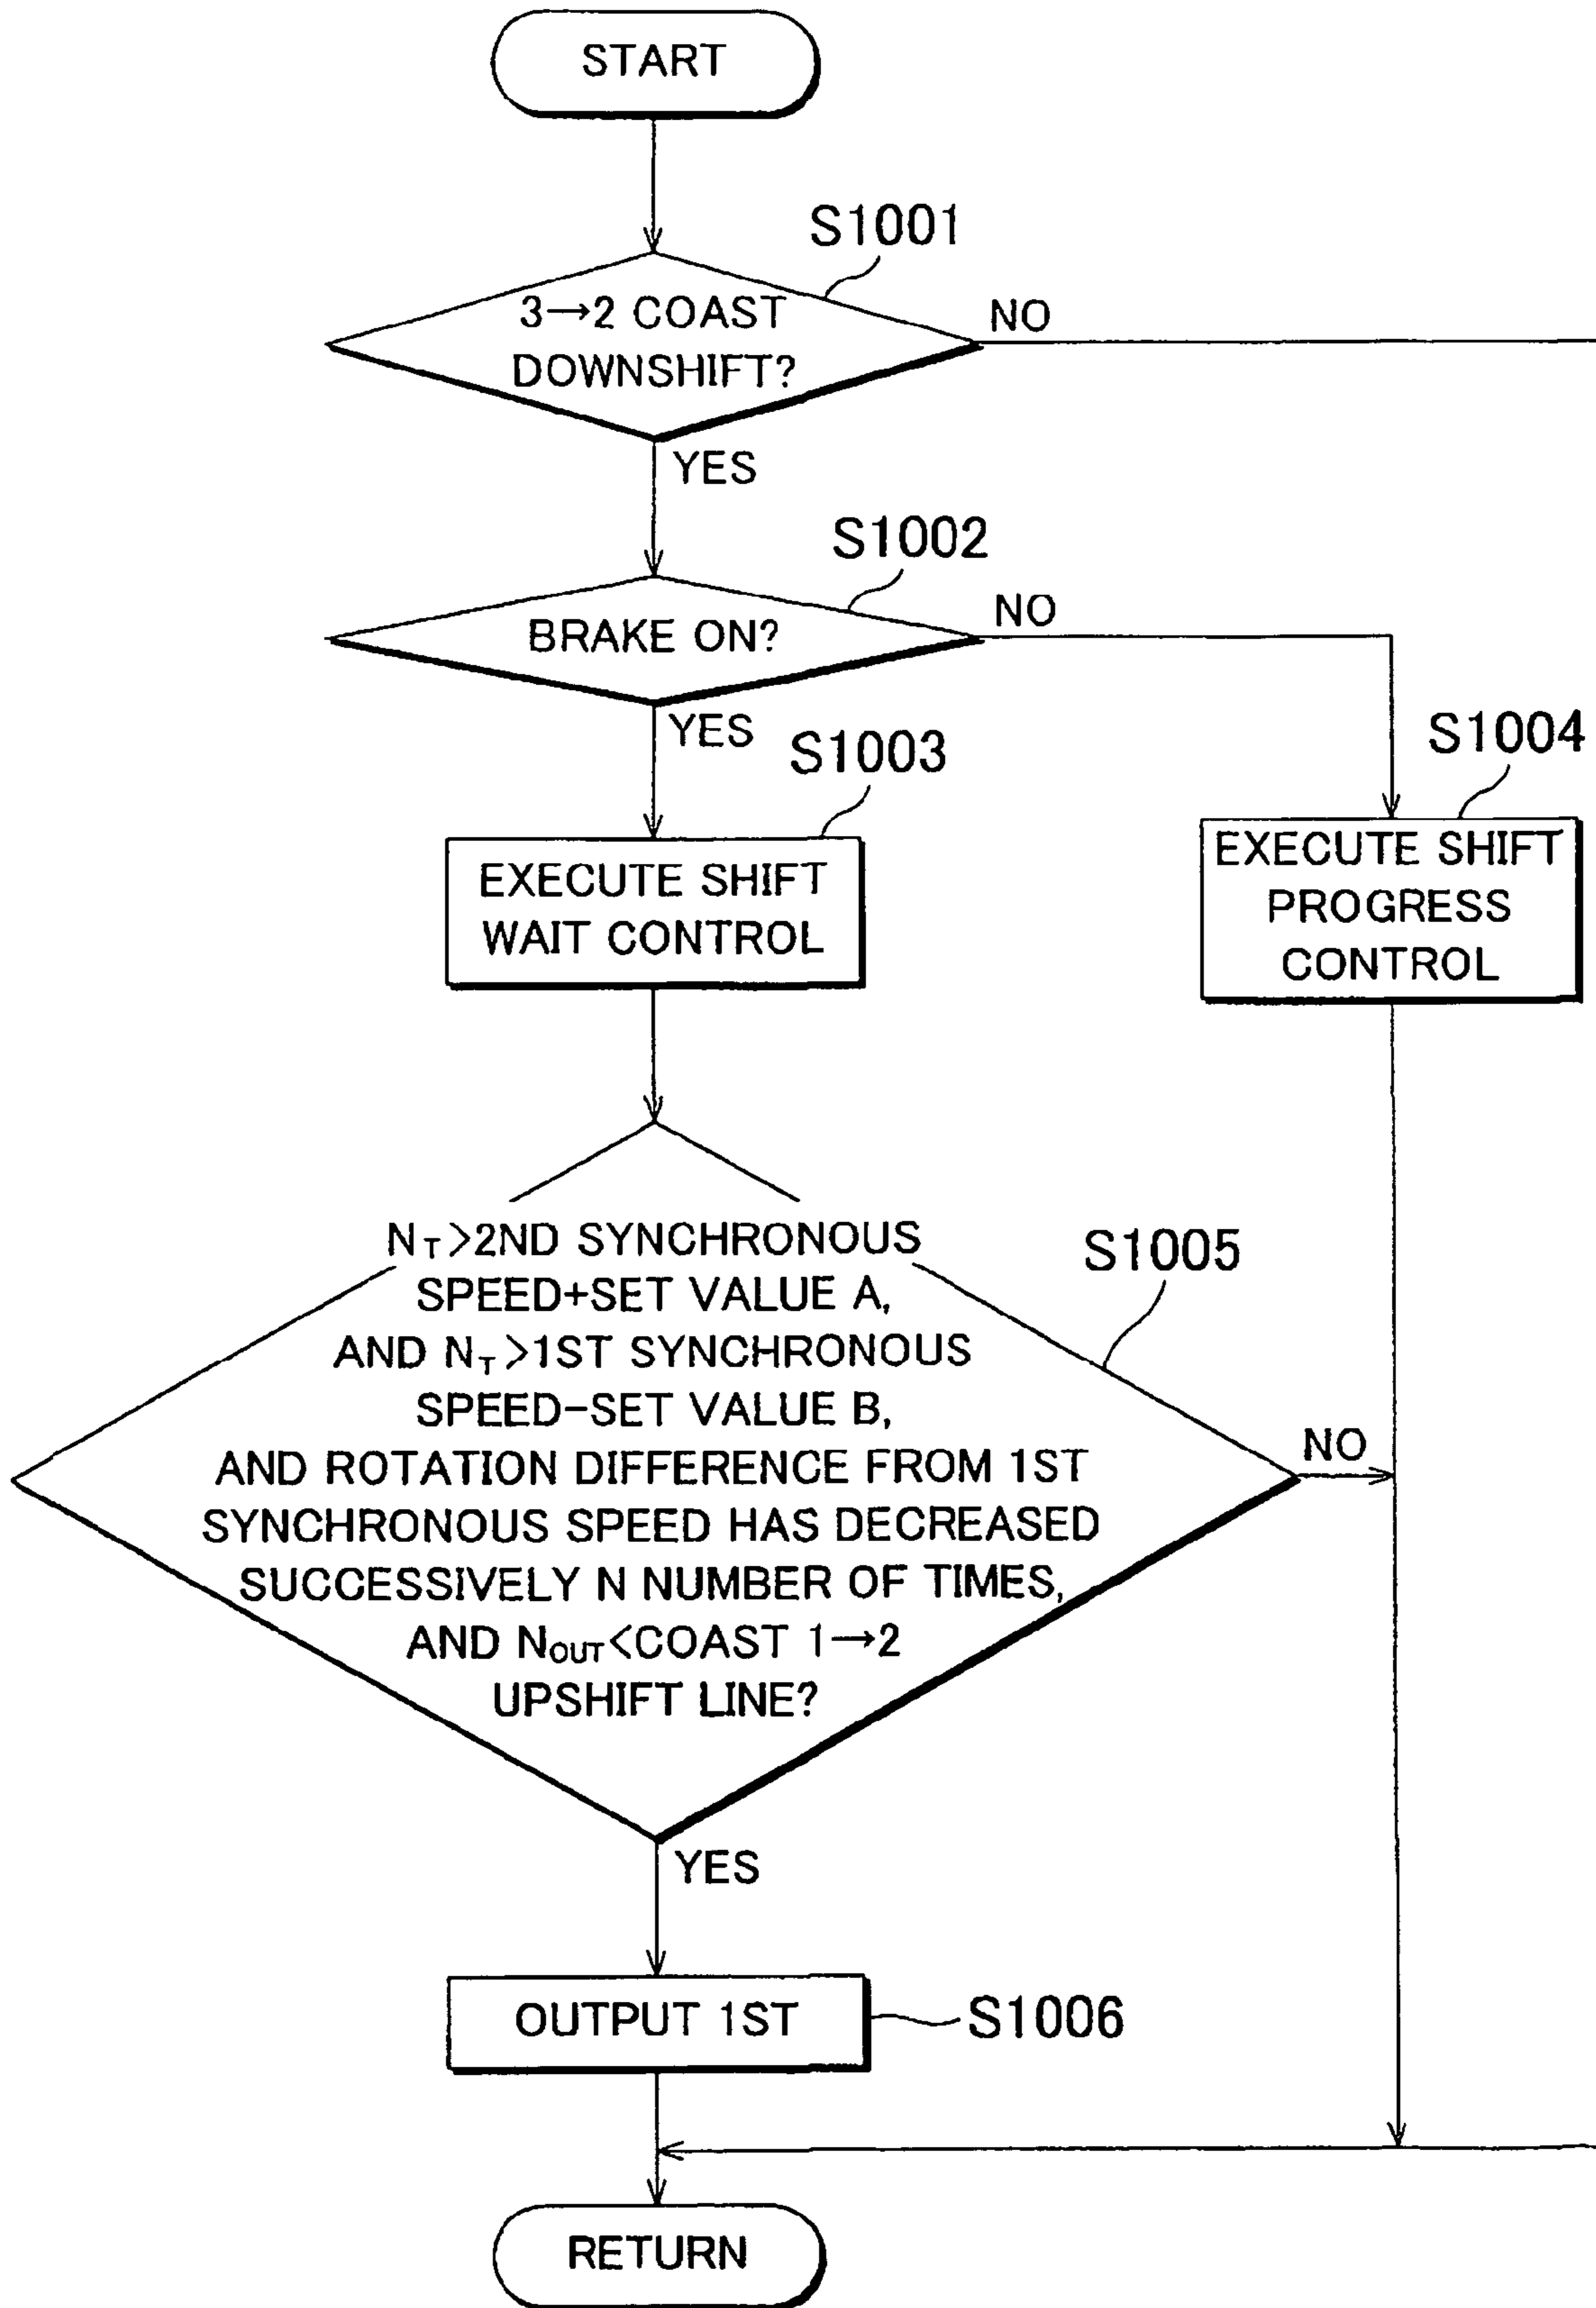 START
S1001
3→2 COAST
DOWNSHIFT?
NO
YES
S1002
BRAKE ON?
NO
YES
S1003
EXECUTE SHIFT
WAIT CONTROL
S1004
EXECUTE SHIFT
PROGRESS
CONTROL
S1005
N_T>2ND SYNCHRONOUS
SPEED+SET VALUE A,
AND N_T>1ST SYNCHRONOUS
SPEED−SET VALUE B,
AND ROTATION DIFFERENCE FROM 1ST
SYNCHRONOUS SPEED HAS DECREASED
SUCCESSIVELY N NUMBER OF TIMES,
AND N_OUT<COAST 1→2
UPSHIFT LINE?
NO
YES
OUTPUT 1ST
S1006
RETURN